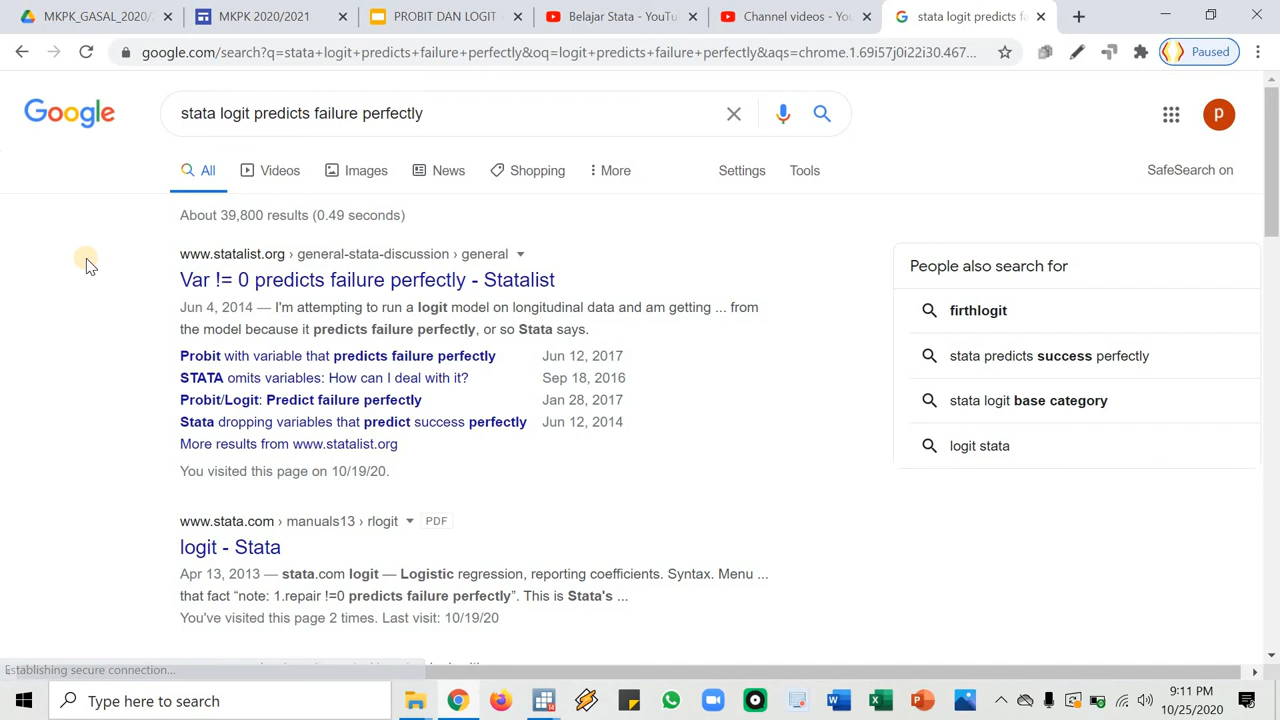 MKPK_GASAL_2020/
MKPK 2020/2021
PROBIT DAN LOGIT -
Belajar Stata - YouTu
Channel videos - You
stata logit predicts fa
google.com/search?q=stata+logit+predicts+failure+perfectly&oq=logit+predicts+failure+perfectly&aqs=chrome.1.69i57j0i22i30.467...
Paused
Google
stata logit predicts failure perfectly
p
All
Videos
Images
News
Shopping
More
Settings
Tools
SafeSearch on
About 39,800 results (0.49 seconds)
www.statalist.org › general-stata-discussion › general
Var != 0 predicts failure perfectly - Statalist
Jun 4, 2014 — I'm attempting to run a logit model on longitudinal data and am getting ... from
the model because it predicts failure perfectly, or so Stata says.
Probit with variable that predicts failure perfectly Jun 12, 2017
STATA omits variables: How can I deal with it? Sep 18, 2016
Probit/Logit: Predict failure perfectly Jan 28, 2017
Stata dropping variables that predict success perfectly Jun 12, 2014
More results from www.statalist.org
You visited this page on 10/19/20.
www.stata.com › manuals13 › rlogit PDF
logit - Stata
Apr 13, 2013 — stata.com logit — Logistic regression, reporting coefficients. Syntax. Menu ...
that fact “note: 1.repair !=0 predicts failure perfectly”. This is Stata's ...
You've visited this page 2 times. Last visit: 10/19/20
People also search for
firthlogit
stata predicts success perfectly
stata logit base category
logit stata
Establishing secure connection...
Type here to search
9:11 PM
10/25/2020